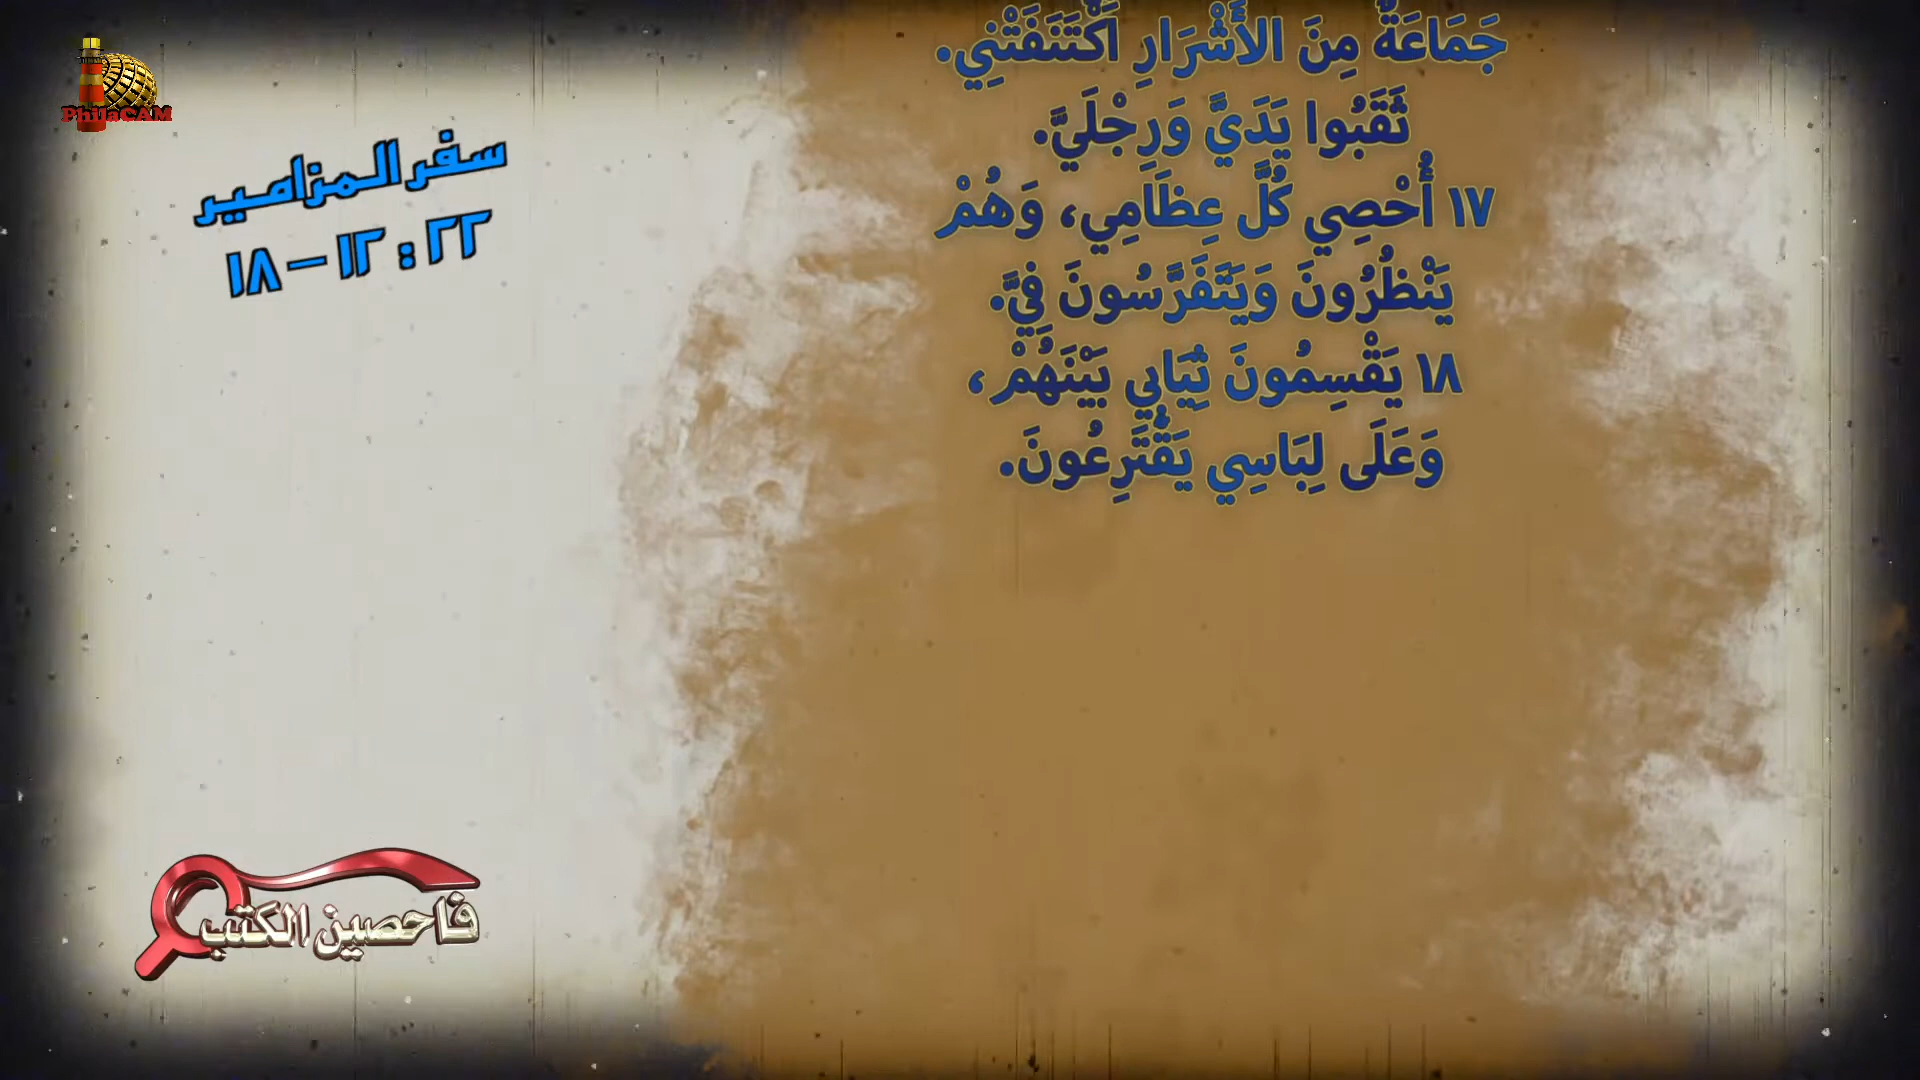 PhilaCAM
سفر المزامير
٢٢ : ١٢ – ١٨
جَمَاعَةٌ مِنَ الأَشْرَارِ اكْتَنَفَتْنِي.
ثَقَبُوا يَدَيَّ وَرِجْلَيَّ.
١٧ أُحْصِي كُلَّ عِظَامِي، وَهُمْ
يَنْظُرُونَ وَيَتَفَرَّسُونَ فِيَّ.
١٨ يَقْسِمُونَ ثِيَابِي بَيْنَهُمْ،
وَعَلَى لِبَاسِي يَقْتَرِعُونَ.
فاحصين الكتب